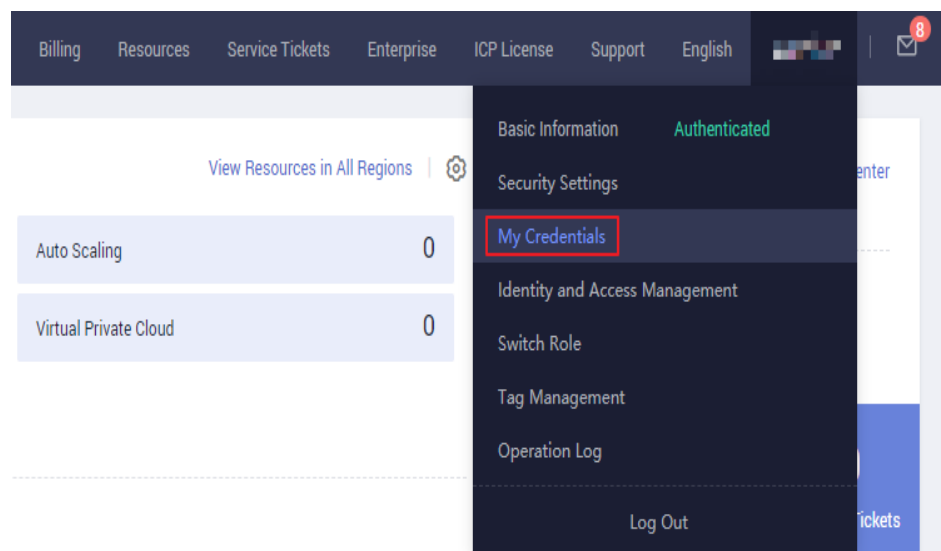 Billing Resources Service Tickets Enterprise ICP License Support English 8
Basic Information Authenticated
View Resources in All Regions enter
Security Settings
My Credentials
Auto Scaling 0
Identity and Access Management
Virtual Private Cloud 0
Switch Role
Tag Management
Operation Log
Log Out
ickets